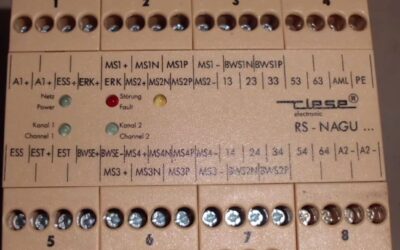 1 2 3 4
MS1+ MS1N MS1P MS1- BWS1N BWS1P
A1+ A1+ ESS+ ERK+ ERK MS2+ MS2N MS2P MS2- 13 23 33 53 63 AML PE
Netz
Power
Störung
Fault
riese®
electronic
Kanal 1
Channel 1
Kanal 2
Channel 2
RS - NAGU ...
ESS EST+ EST BWSE+ BWSE- MS4+ MS4N MS4P MS4- 14 24 34 54 64 A2- A2-
MS3+ MS3N MS3P MS3- BWS2N BWS2P
5 6 7 8